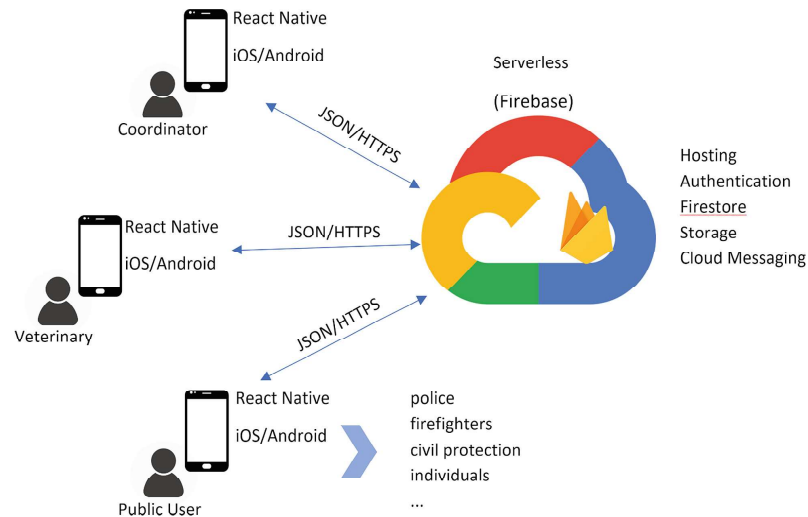 React Native
iOS/Android
Coordinator
JSON/HTTPS
Serverless
(Firebase)
Hosting
Authentication
Firestore
Storage
Cloud Messaging
React Native
iOS/Android
Veterinary
JSON/HTTPS
JSON/HTTPS
React Native
iOS/Android
Public User
police
firefighters
civil protection
individuals
...